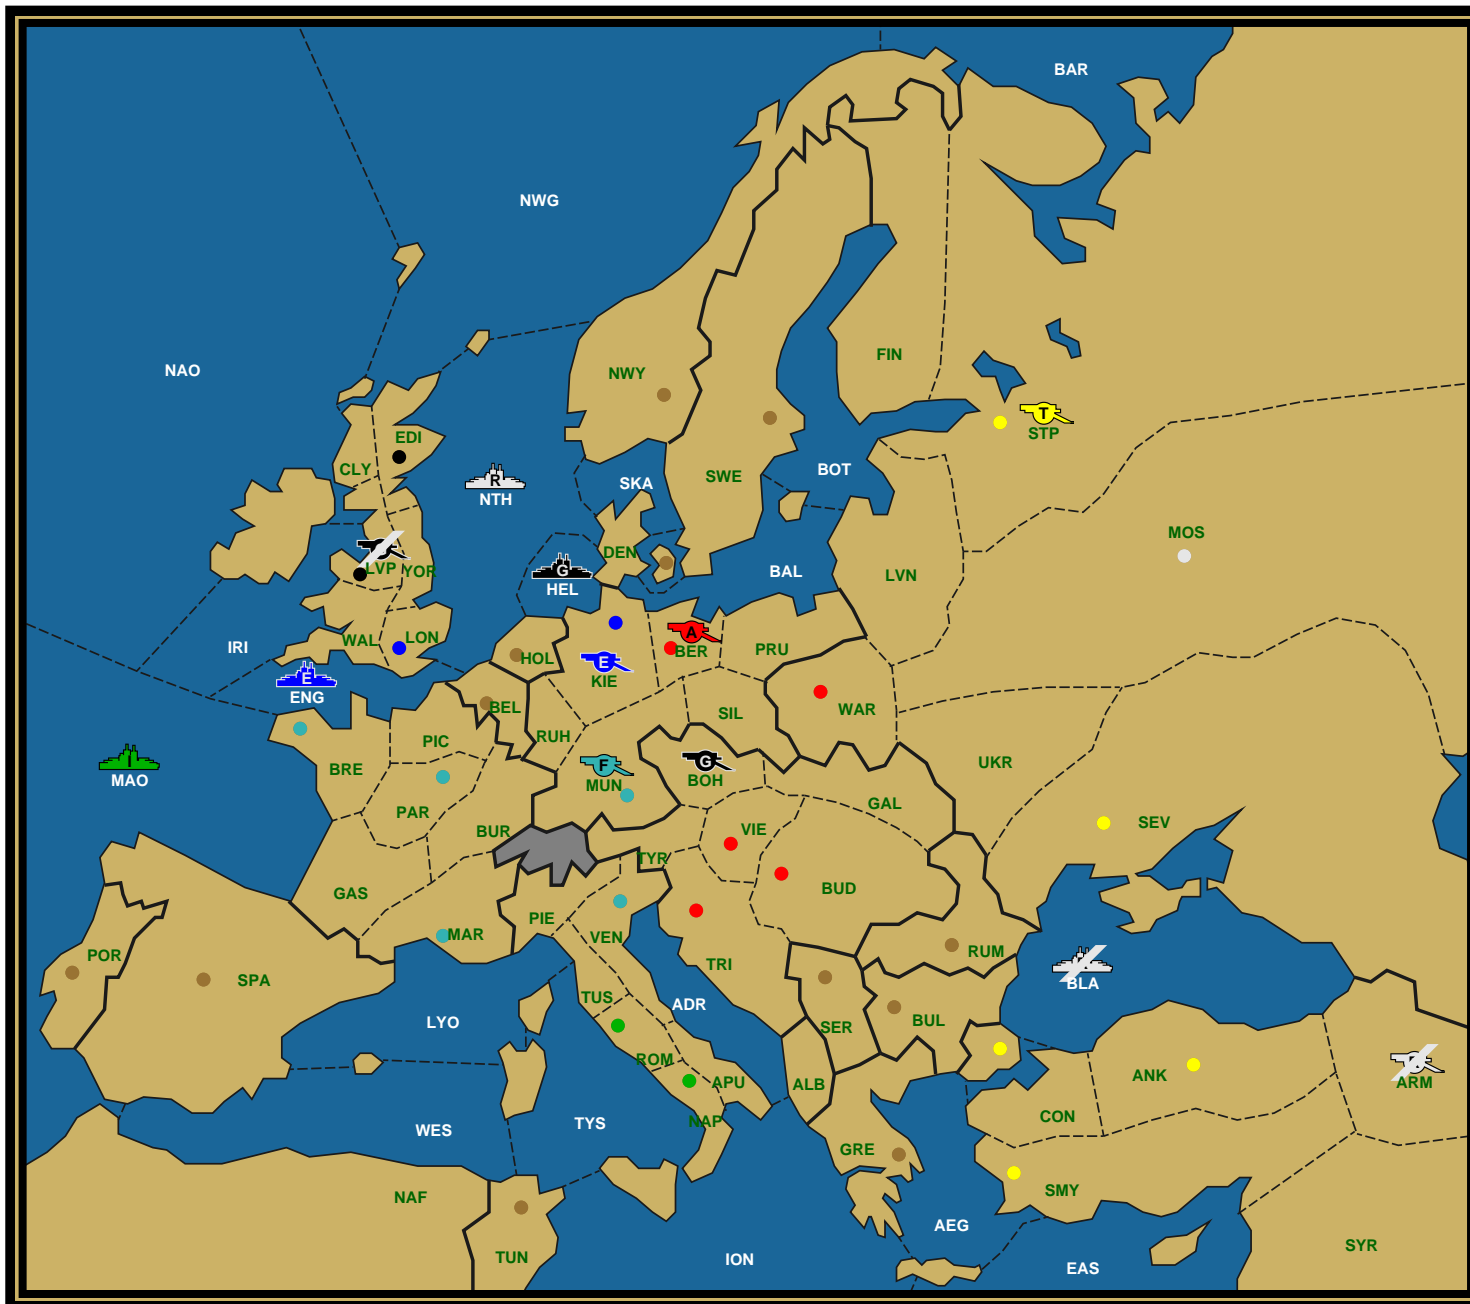 BAR
NWG
NAO
FIN
NWY
T
STP
EDI
CLY
SWE
BOT
SKA
R
NTH
MOS
DEN
G
HEL
BAL
LVN
LVP
YOR
IRI
WAL
LON
A
BER
PRU
HOL
E
KIE
E
ENG
BEL
SIL
WAR
RUH
PIC
BRE
I
MAO
F
MUN
G
BOH
UKR
PAR
BUR
VIE
GAL
SEV
TYR
BUD
GAS
PIE
VEN
MAR
POR
SPA
TRI
RUM
BLA
TUS
ADR
LYO
SER
BUL
ROM
APU
ALB
ANK
ARM
NAP
CON
WES
TYS
GRE
NAF
SMY
AEG
TUN
ION
EAS
SYR